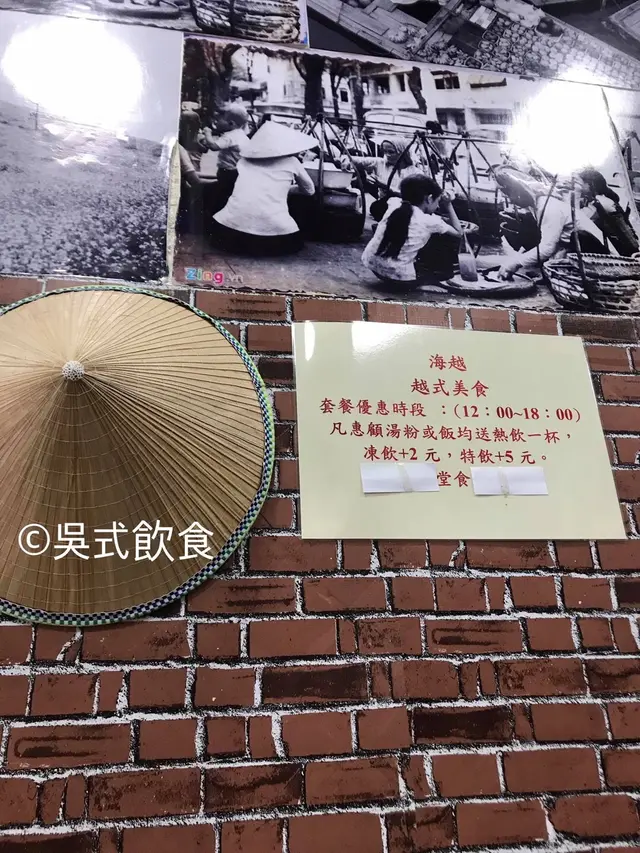 zing.vn
海越
越式美食
套餐優惠時段 ：（12：00~18：00）
凡惠顧湯粉或飯均送熱飲一杯，
凍飲+2 元，特飲+5 元。
堂食
©吳式飲食